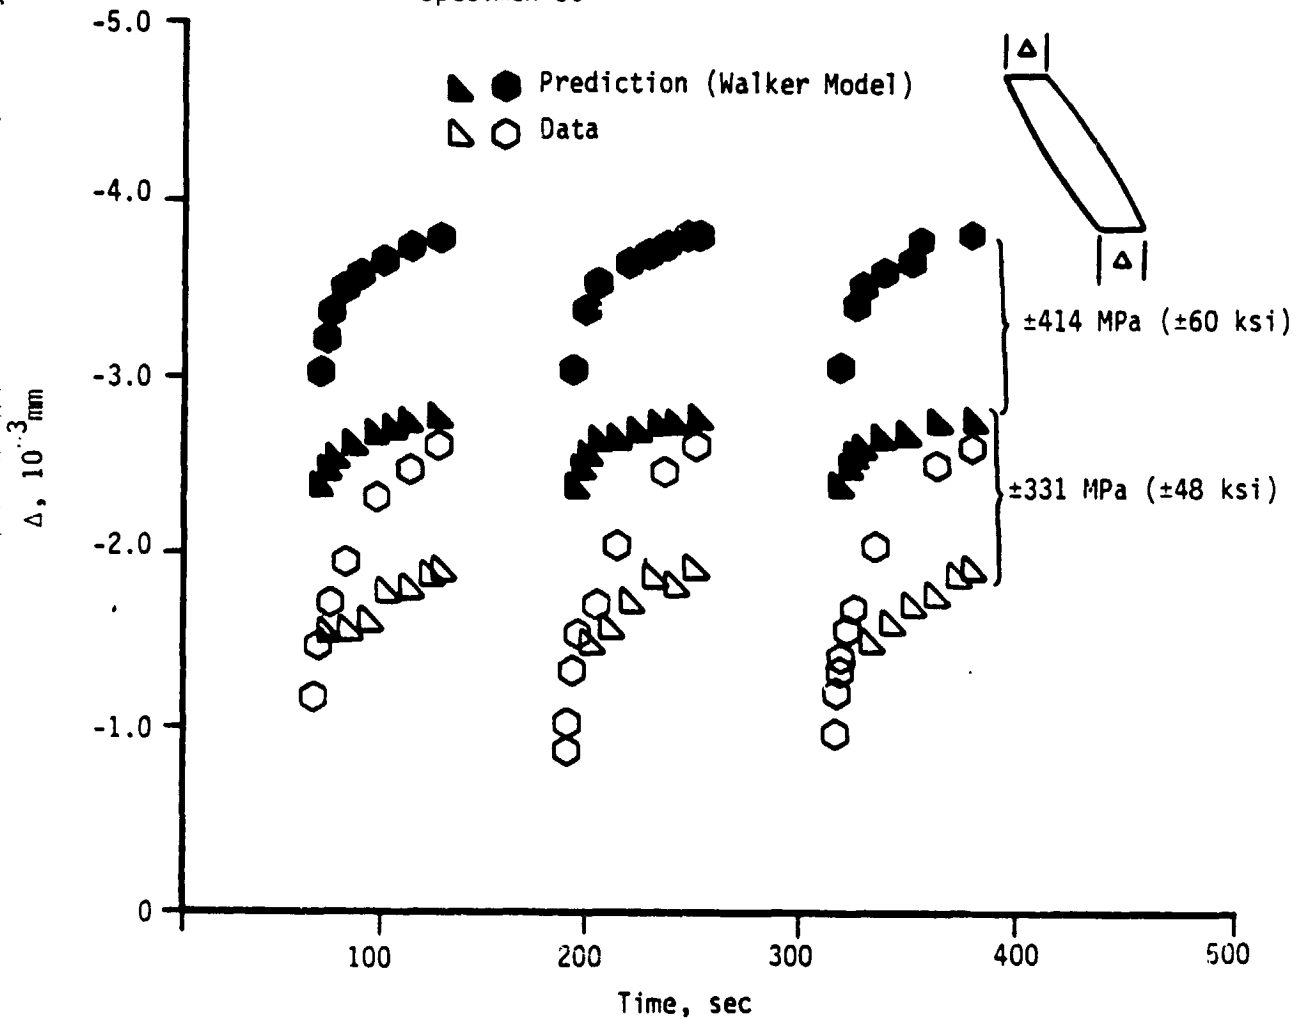 -5.0
Δ
Prediction (Walker Model)
Data
-4.0
Δ
±414 MPa (±60 ksi)
-3.0
Δ, 10⁻³mm
±331 MPa (±48 ksi)
-2.0
-1.0
0
100 200 300 400 500
Time, sec